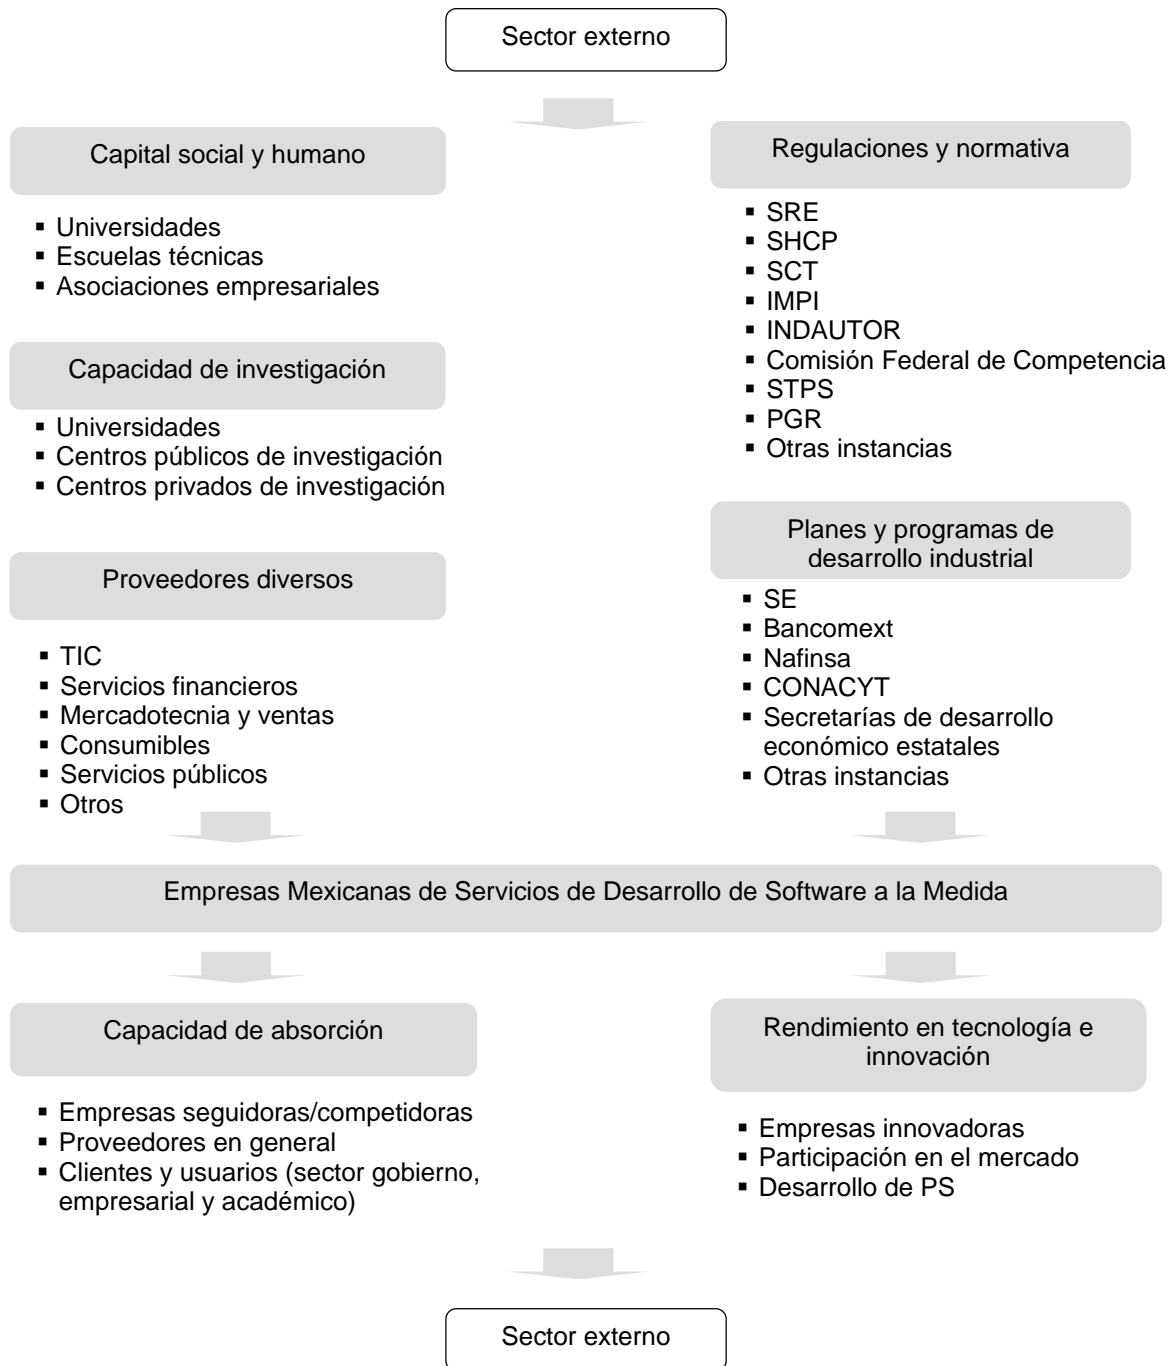 Sector externo
Capital social y humano
▪ Universidades
▪ Escuelas técnicas
▪ Asociaciones empresariales
Capacidad de investigación
▪ Universidades
▪ Centros públicos de investigación
▪ Centros privados de investigación
Proveedores diversos
▪ TIC
▪ Servicios financieros
▪ Mercadotecnia y ventas
▪ Consumibles
▪ Servicios públicos
▪ Otros
Regulaciones y normativa
▪ SRE
▪ SHCP
▪ SCT
▪ IMPI
▪ INDAUTOR
▪ Comisión Federal de Competencia
▪ STPS
▪ PGR
▪ Otras instancias
Planes y programas de
desarrollo industrial
▪ SE
▪ Bancomext
▪ Nafinsa
▪ CONACYT
▪ Secretarías de desarrollo
económico estatales
▪ Otras instancias
Empresas Mexicanas de Servicios de Desarrollo de Software a la Medida
Capacidad de absorción
▪ Empresas seguidoras/competidoras
▪ Proveedores en general
▪ Clientes y usuarios (sector gobierno,
empresarial y académico)
Rendimiento en tecnología e
innovación
▪ Empresas innovadoras
▪ Participación en el mercado
▪ Desarrollo de PS
Sector externo